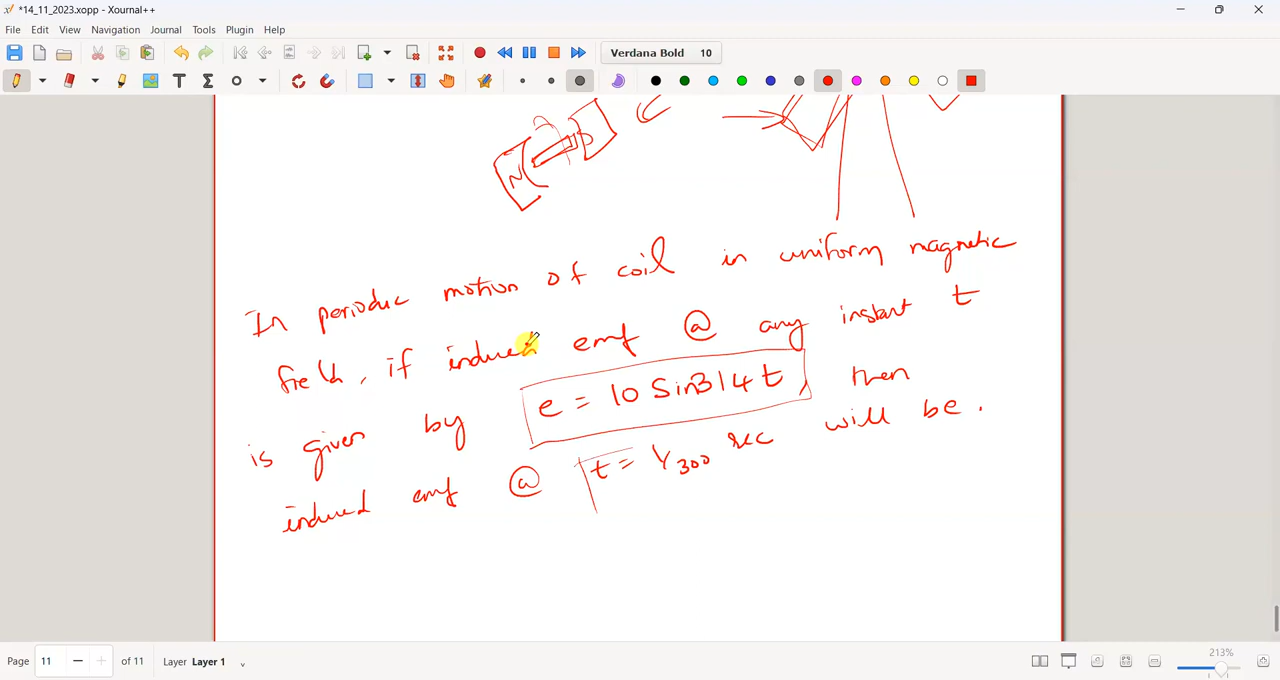 *14_11_2023.xopp - Xournal++
File Edit View Navigation Journal Tools Plugin Help
Verdana Bold 10
N
In periodic motion of coil in uniform magnetic
field, if induced emf @ any instant t
is given by e = 10 Sin314 t, then
induced emf @ t = 1/300 sec will be .
Page 11 of 11 Layer Layer 1
213%